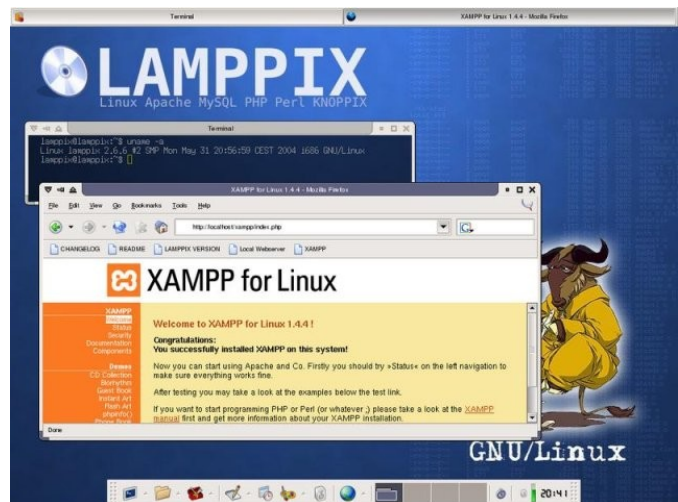 Terminal
XAMPP for Linux 1.4.4 - Mozilla Firefox
LAMPPIX
Linux Apache MySQL PHP Perl KNOPPIX
Terminal
lamppix@lamppix:~$ uname -a
Linux lamppix 2.6.6 #2 SMP Mon May 31 20:56:59 CEST 2004 i686 GNU/Linux
lamppix@lamppix:~$
XAMPP for Linux 1.4.4 - Mozilla Firefox
File Edit View Go Bookmarks Tools Help
http://localhost/xampp/index.php
G
CHANGELOG README LAMPPIX VERSION Local Webserver XAMPP
XAMPP for Linux
XAMPP
Welcome
Status
Security
Documentation
Components
Demos
CD Collection
Biorhythm
Guest Book
Instant Art
Flash Art
phpinfo()
Phone Book
Welcome to XAMPP for Linux 1.4.4 !
Congratulations:
You successfully installed XAMPP on this system!
Now you can start using Apache and Co. Firstly you should try »Status« on the left navigation to
make sure everything works fine.
After testing you may take a look at the examples below the test link.
If you want to start programming PHP or Perl (or whatever ;) please take a look at the XAMPP
manual first and get more information about your XAMPP installation.
Done
GNU/Linux
20:41